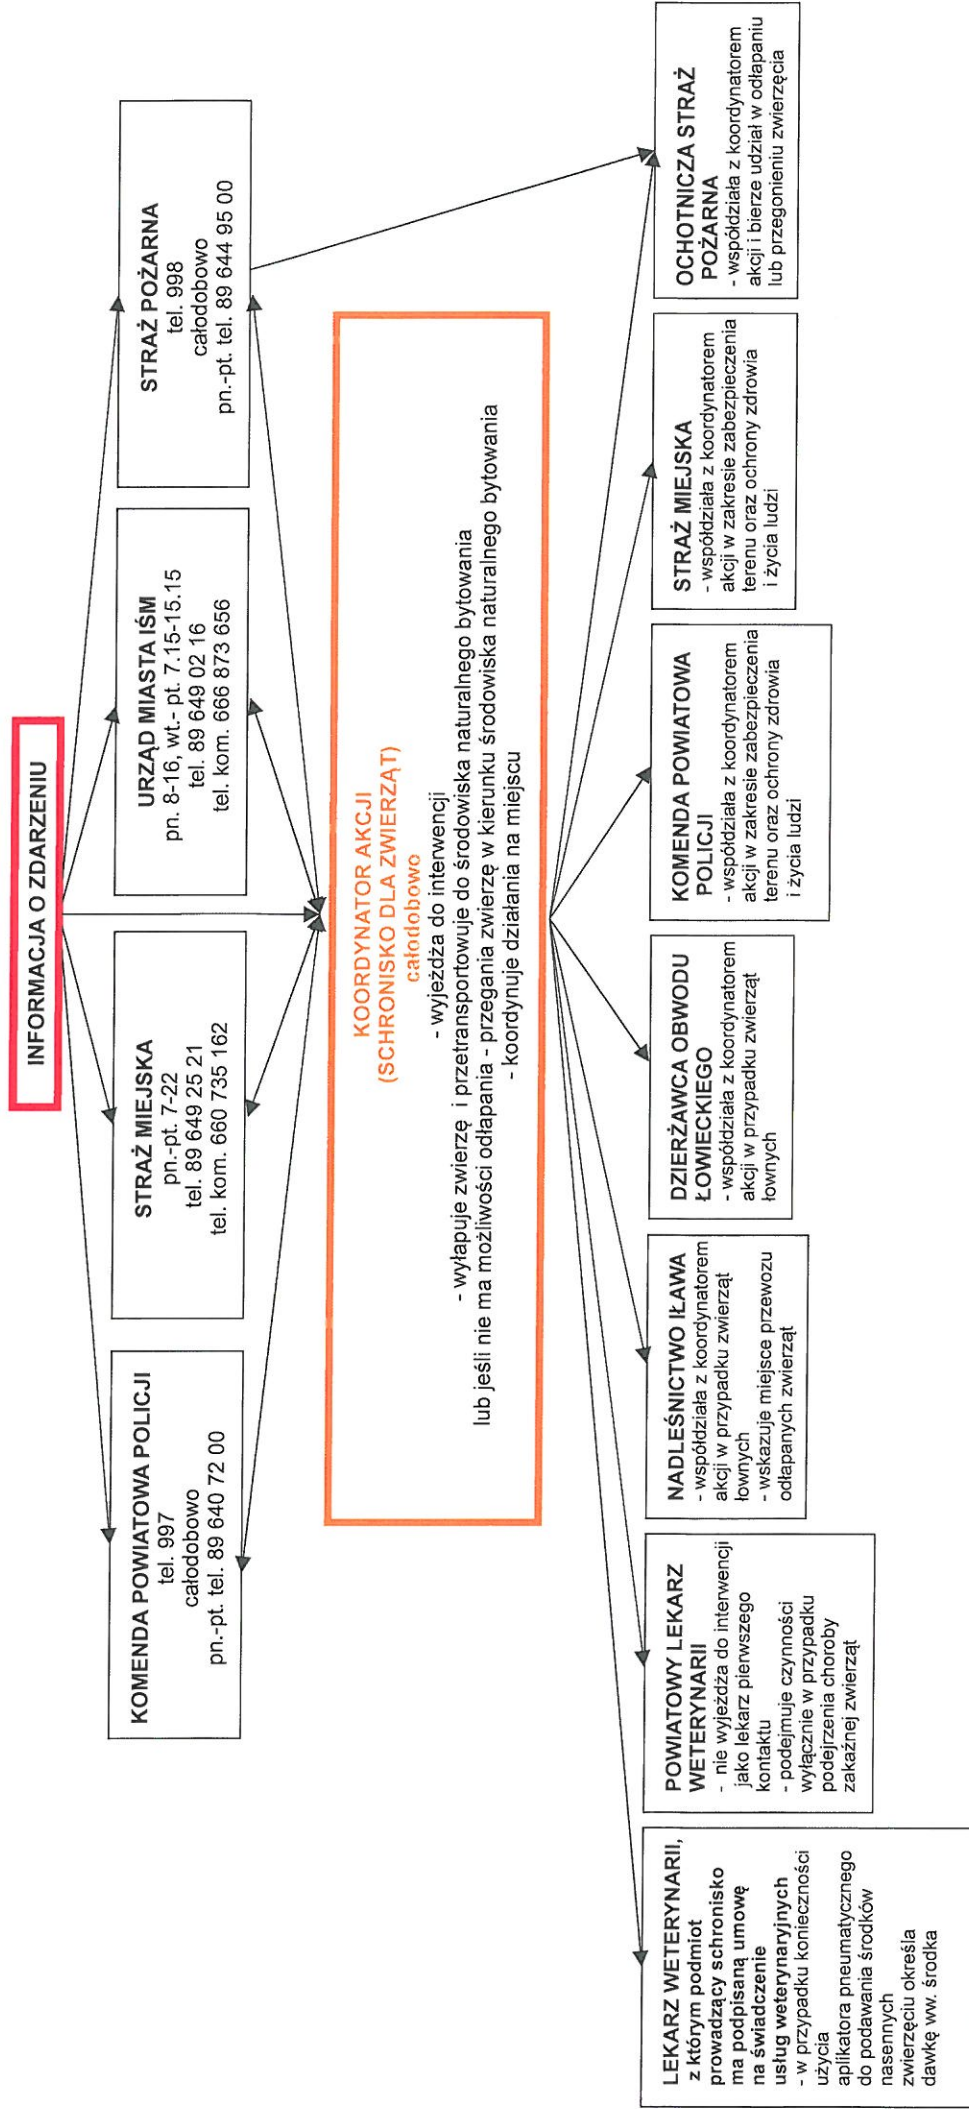 INFORMACJA O ZDARZENIU
KOMENDA POWIATOWA POLICJI
tel. 997
całodobowo
pn.-pt. tel. 89 640 72 00
STRAŻ MIEJSKA
pn.-pt. 7-22
tel. 89 649 25 21
tel. kom. 660 735 162
URZĄD MIASTA IŚM
pn. 8-16, wt.- pt. 7.15-15.15
tel. 89 649 02 16
tel. kom. 666 873 656
STRAŻ POŻARNA
tel. 998
całodobowo
pn.-pt. tel. 89 644 95 00
KOORDYNATOR AKCJI
(SCHRONISKO DLA ZWIERZĄT)
całodobowo
- wyjeżdża do interwencji
- wyłapuje zwierzę i przetransportowuje do środowiska naturalnego bytowania
lub jeśli nie ma możliwości odłapania - przegania zwierzę w kierunku środowiska naturalnego bytowania
- koordynuje działania na miejscu
LEKARZ WETERYNARII,
z którym podmiot
prowadzący schronisko
ma podpisaną umowę
na świadczenie
usług weterynaryjnych
- w przypadku konieczności
użycia
aplikatora pneumatycznego
do podawania środków
nasennych
zwierzęciu określa
dawkę ww. środka
POWIATOWY LEKARZ
WETERYNARII
- nie wyjeżdża do interwencji
jako lekarz pierwszego
kontaktu
- podejmuje czynności
wyłącznie w przypadku
podejrzenia choroby
zakaźnej zwierząt
NADLEŚNICTWO IŁAWA
- współdziała z koordynatorem
akcji w przypadku zwierząt
łownych
- wskazuje miejsce przewozu
odłapanych zwierząt
DZIERŻAWCA OBWODU
ŁOWIECKIEGO
- współdziała z koordynatorem
akcji w przypadku zwierząt
łownych
KOMENDA POWIATOWA
POLICJI
- współdziała z koordynatorem
akcji w zakresie zabezpieczenia
terenu oraz ochrony zdrowia
i życia ludzi
STRAŻ MIEJSKA
- współdziała z koordynatorem
akcji w zakresie zabezpieczenia
terenu oraz ochrony zdrowia
i życia ludzi
OCHOTNICZA STRAŻ
POŻARNA
- współdziała z koordynatorem
akcji i bierze udział w odłapaniu
lub przegonieniu zwierzęcia